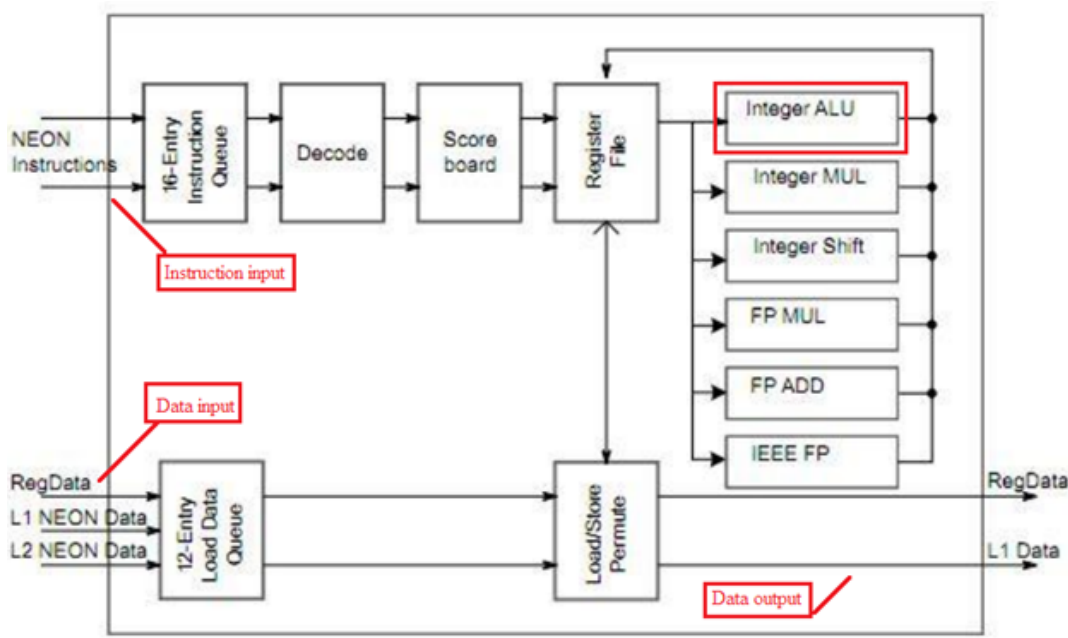 NEON
Instructions
16-Entry
Instruction
Queue
Decode
Score
board
Register
File
Integer ALU
Integer MUL
Integer Shift
FP MUL
FP ADD
IEEE FP
Instruction input
Data input
RegData
L1 NEON Data
L2 NEON Data
12-Entry
Load Data
Queue
Load/Store
Permute
RegData
L1 Data
Data output